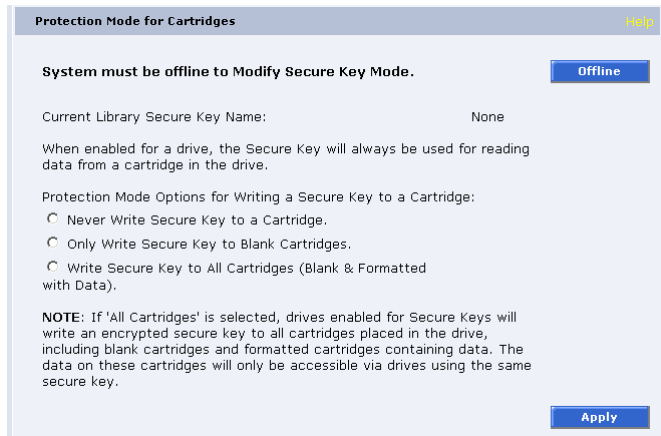 Protection Mode for Cartridges Help
System must be offline to Modify Secure Key Mode. Offline
Current Library Secure Key Name: None
When enabled for a drive, the Secure Key will always be used for reading
data from a cartridge in the drive.
Protection Mode Options for Writing a Secure Key to a Cartridge:
Never Write Secure Key to a Cartridge.
Only Write Secure Key to Blank Cartridges.
Write Secure Key to All Cartridges (Blank & Formatted
with Data).
NOTE: If 'All Cartridges' is selected, drives enabled for Secure Keys will
write an encrypted secure key to all cartridges placed in the drive,
including blank cartridges and formatted cartridges containing data. The
data on these cartridges will only be accessible via drives using the same
secure key.
Apply